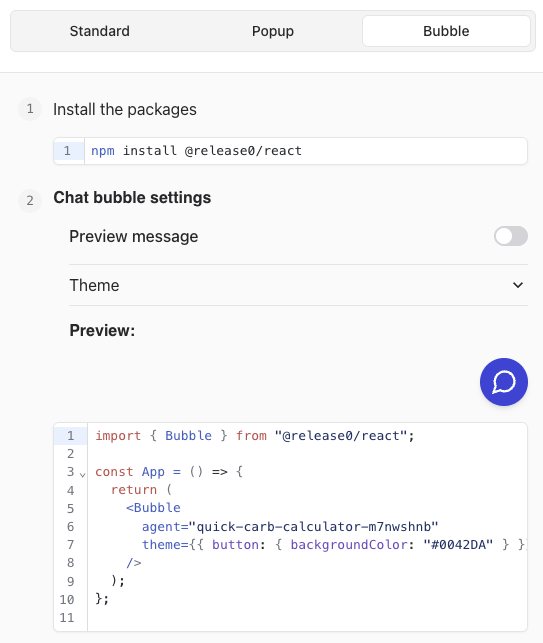 Standard Popup Bubble
1 Install the packages
1 npm install @release0/react
2 Chat bubble settings
Preview message
Theme
Preview:
1 import { Bubble } from "@release0/react";
2
3 const App = () => {
4 return (
5 <Bubble
6 agent="quick-carb-calculator-m7nwshnb"
7 theme={{ button: { backgroundColor: "#0042DA" } }
8 />
9 );
10 };
11